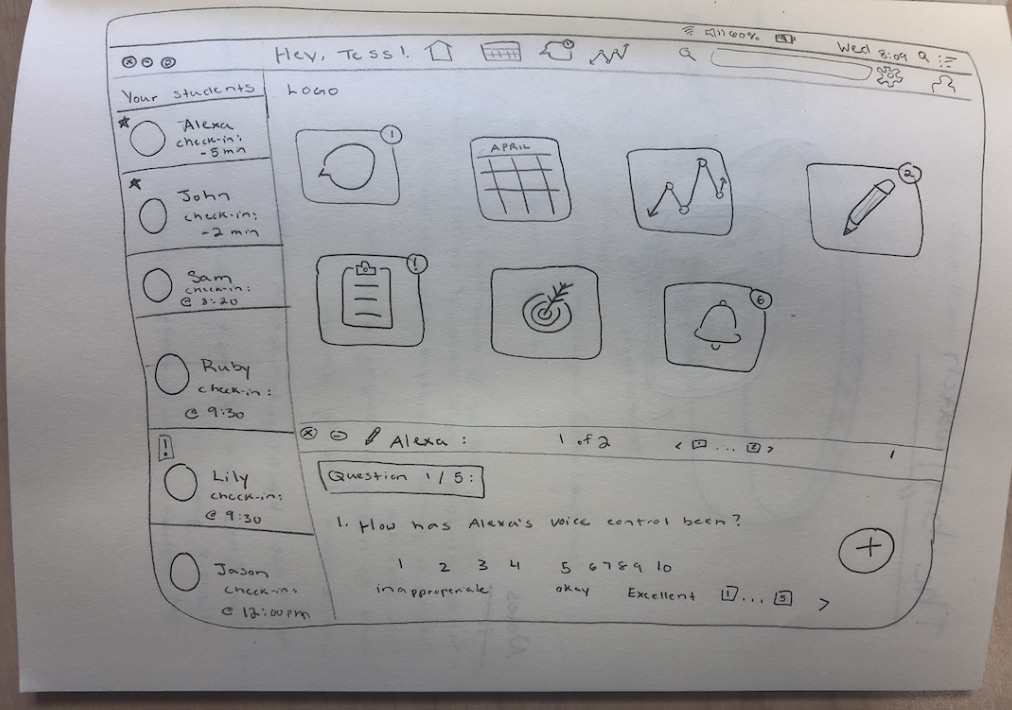 60%
Wed 8:09
Hey, Tess!
Your students
LOGO
Alexa
check-in:
-5 min
John
check-in:
-2 min
Sam
check-in:
@ 8:20
Ruby
check-in:
@ 9:30
!
Lily
check-in:
@ 9:30
Jason
check-in:
@ 12:00pm
1
APRIL
2
!
6
Alexa: 1 of 2 < 1 ... 2 >
Question 1/5:
1. How has Alexa's voice control been?
1 2 3 4 5 6 7 8 9 10
inappropriate okay Excellent 1 ... 5 >
+